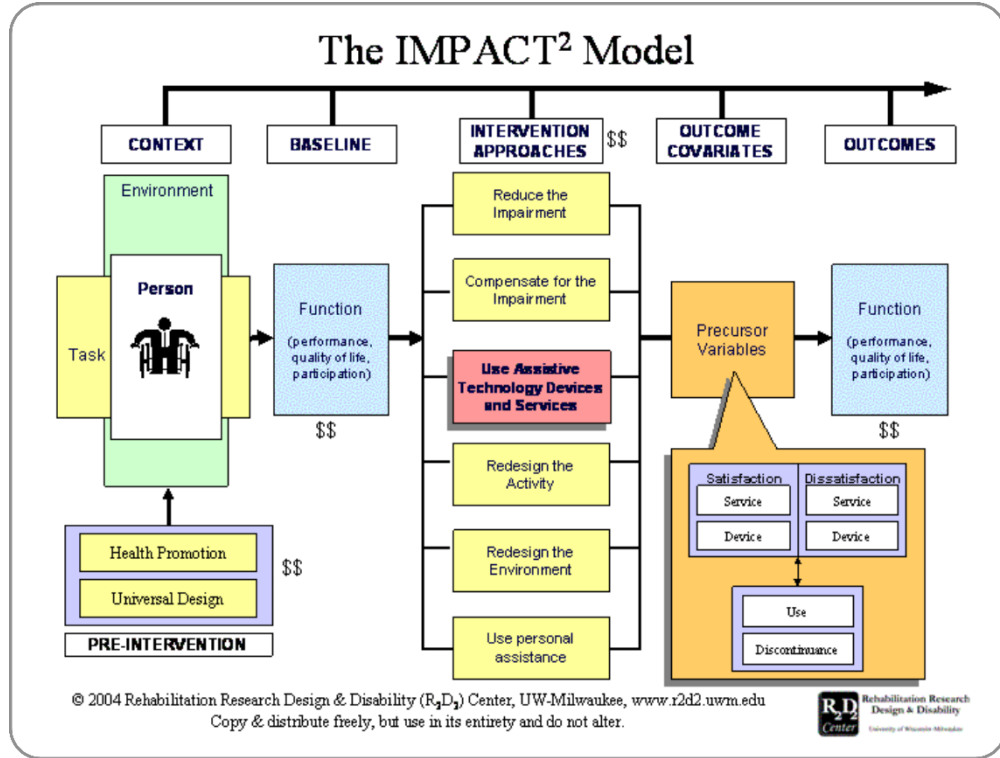 The IMPACT² Model
CONTEXT
BASELINE
INTERVENTION
APPROACHES
$$
OUTCOME
COVARIATES
OUTCOMES
Environment
Person
Task
Function
(performance,
quality of life,
participation)
$$
Reduce the
Impairment
Compensate for the
Impairment
Use Assistive
Technology Devices
and Services
Redesign the
Activity
Redesign the
Environment
Use personal
assistance
Precursor
Variables
Function
(performance,
quality of life,
participation)
$$
Satisfaction
Service
Device
Dissatisfaction
Service
Device
Use
Discontinuance
Health Promotion
Universal Design
$$
PRE-INTERVENTION
© 2004 Rehabilitation Research Design & Disability (R₂D₂) Center, UW-Milwaukee, www.r2d2.uwm.edu
Copy & distribute freely, but use in its entirety and do not alter.
R₂D₂
Center
Rehabilitation Research
Design & Disability
University of Wisconsin-Milwaukee